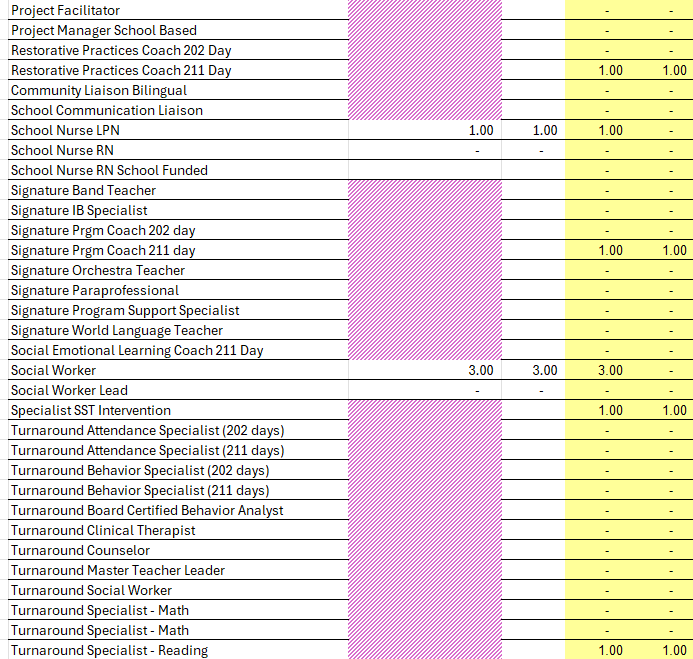 Project Facilitator - -
Project Manager School Based - -
Restorative Practices Coach 202 Day - -
Restorative Practices Coach 211 Day 1.00 1.00
Community Liaison Bilingual - -
School Communication Liaison - -
School Nurse LPN 1.00 1.00 1.00 -
School Nurse RN - - - -
School Nurse RN School Funded - -
Signature Band Teacher - -
Signature IB Specialist - -
Signature Prgm Coach 202 day - -
Signature Prgm Coach 211 day 1.00 1.00
Signature Orchestra Teacher - -
Signature Paraprofessional - -
Signature Program Support Specialist - -
Signature World Language Teacher - -
Social Emotional Learning Coach 211 Day - -
Social Worker 3.00 3.00 3.00 -
Social Worker Lead - - - -
Specialist SST Intervention 1.00 1.00
Turnaround Attendance Specialist (202 days) - -
Turnaround Attendance Specialist (211 days) - -
Turnaround Behavior Specialist (202 days) - -
Turnaround Behavior Specialist (211 days) - -
Turnaround Board Certified Behavior Analyst - -
Turnaround Clinical Therapist - -
Turnaround Counselor - -
Turnaround Master Teacher Leader - -
Turnaround Social Worker - -
Turnaround Specialist - Math - -
Turnaround Specialist - Math - -
Turnaround Specialist - Reading 1.00 1.00